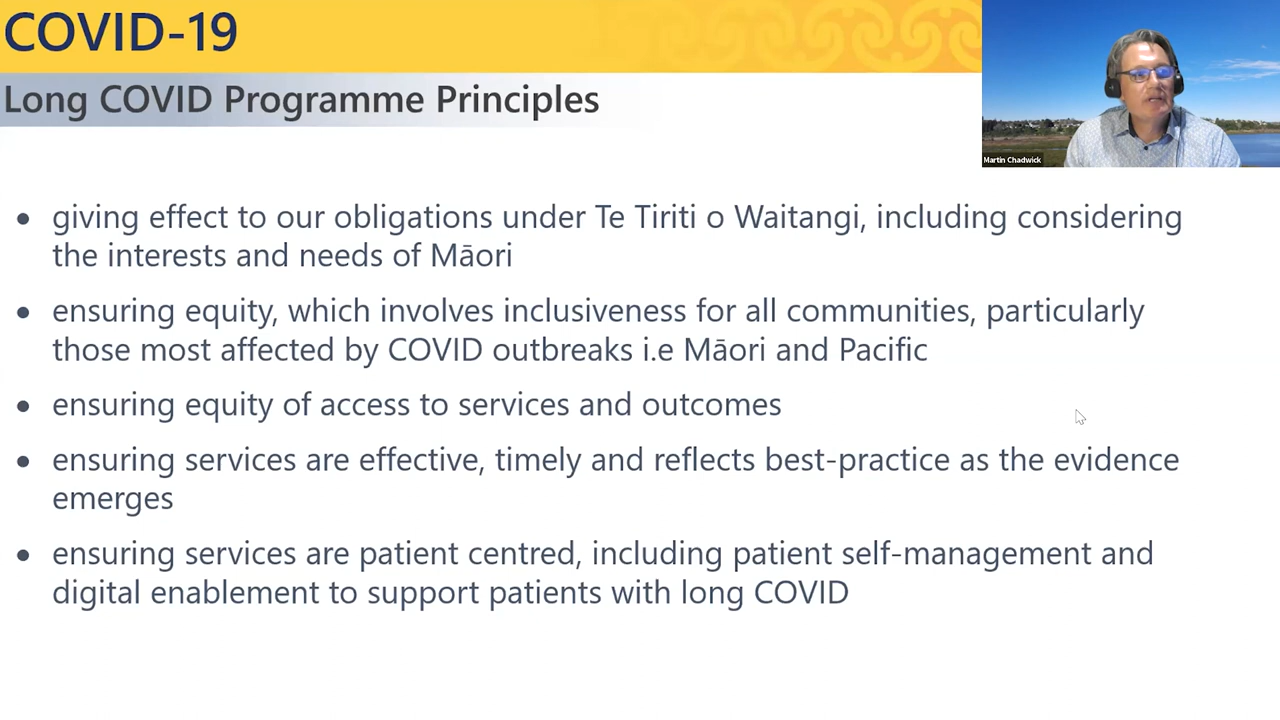 COVID-19
Long COVID Programme Principles
Martin Chadwick
• giving effect to our obligations under Te Tiriti o Waitangi, including considering
the interests and needs of Māori
• ensuring equity, which involves inclusiveness for all communities, particularly
those most affected by COVID outbreaks i.e Māori and Pacific
• ensuring equity of access to services and outcomes
• ensuring services are effective, timely and reflects best-practice as the evidence
emerges
• ensuring services are patient centred, including patient self-management and
digital enablement to support patients with long COVID